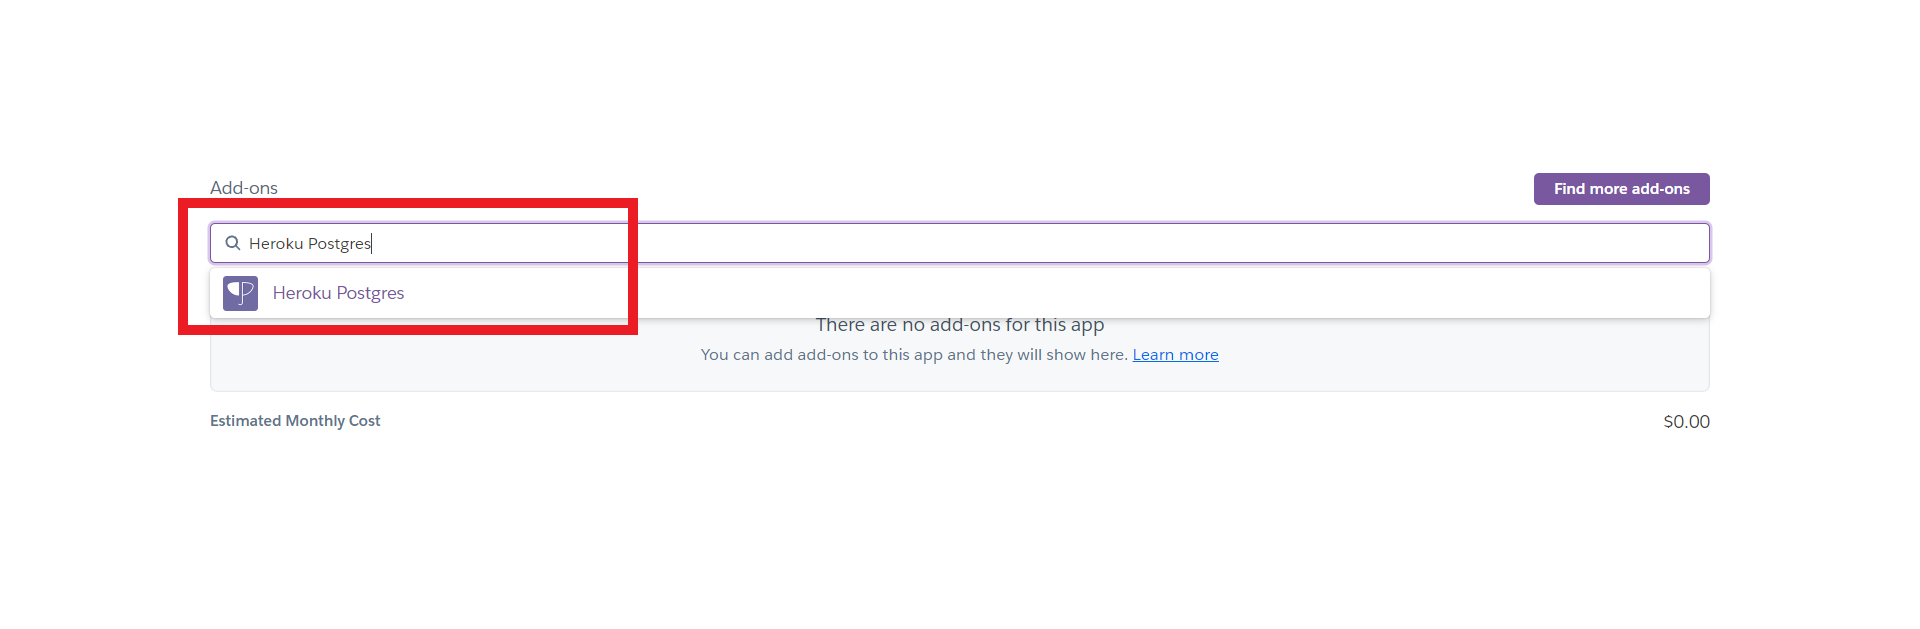 Add-ons
Find more add-ons
Heroku Postgres
Heroku Postgres
There are no add-ons for this app
You can add add-ons to this app and they will show here. Learn more
Estimated Monthly Cost
$0.00